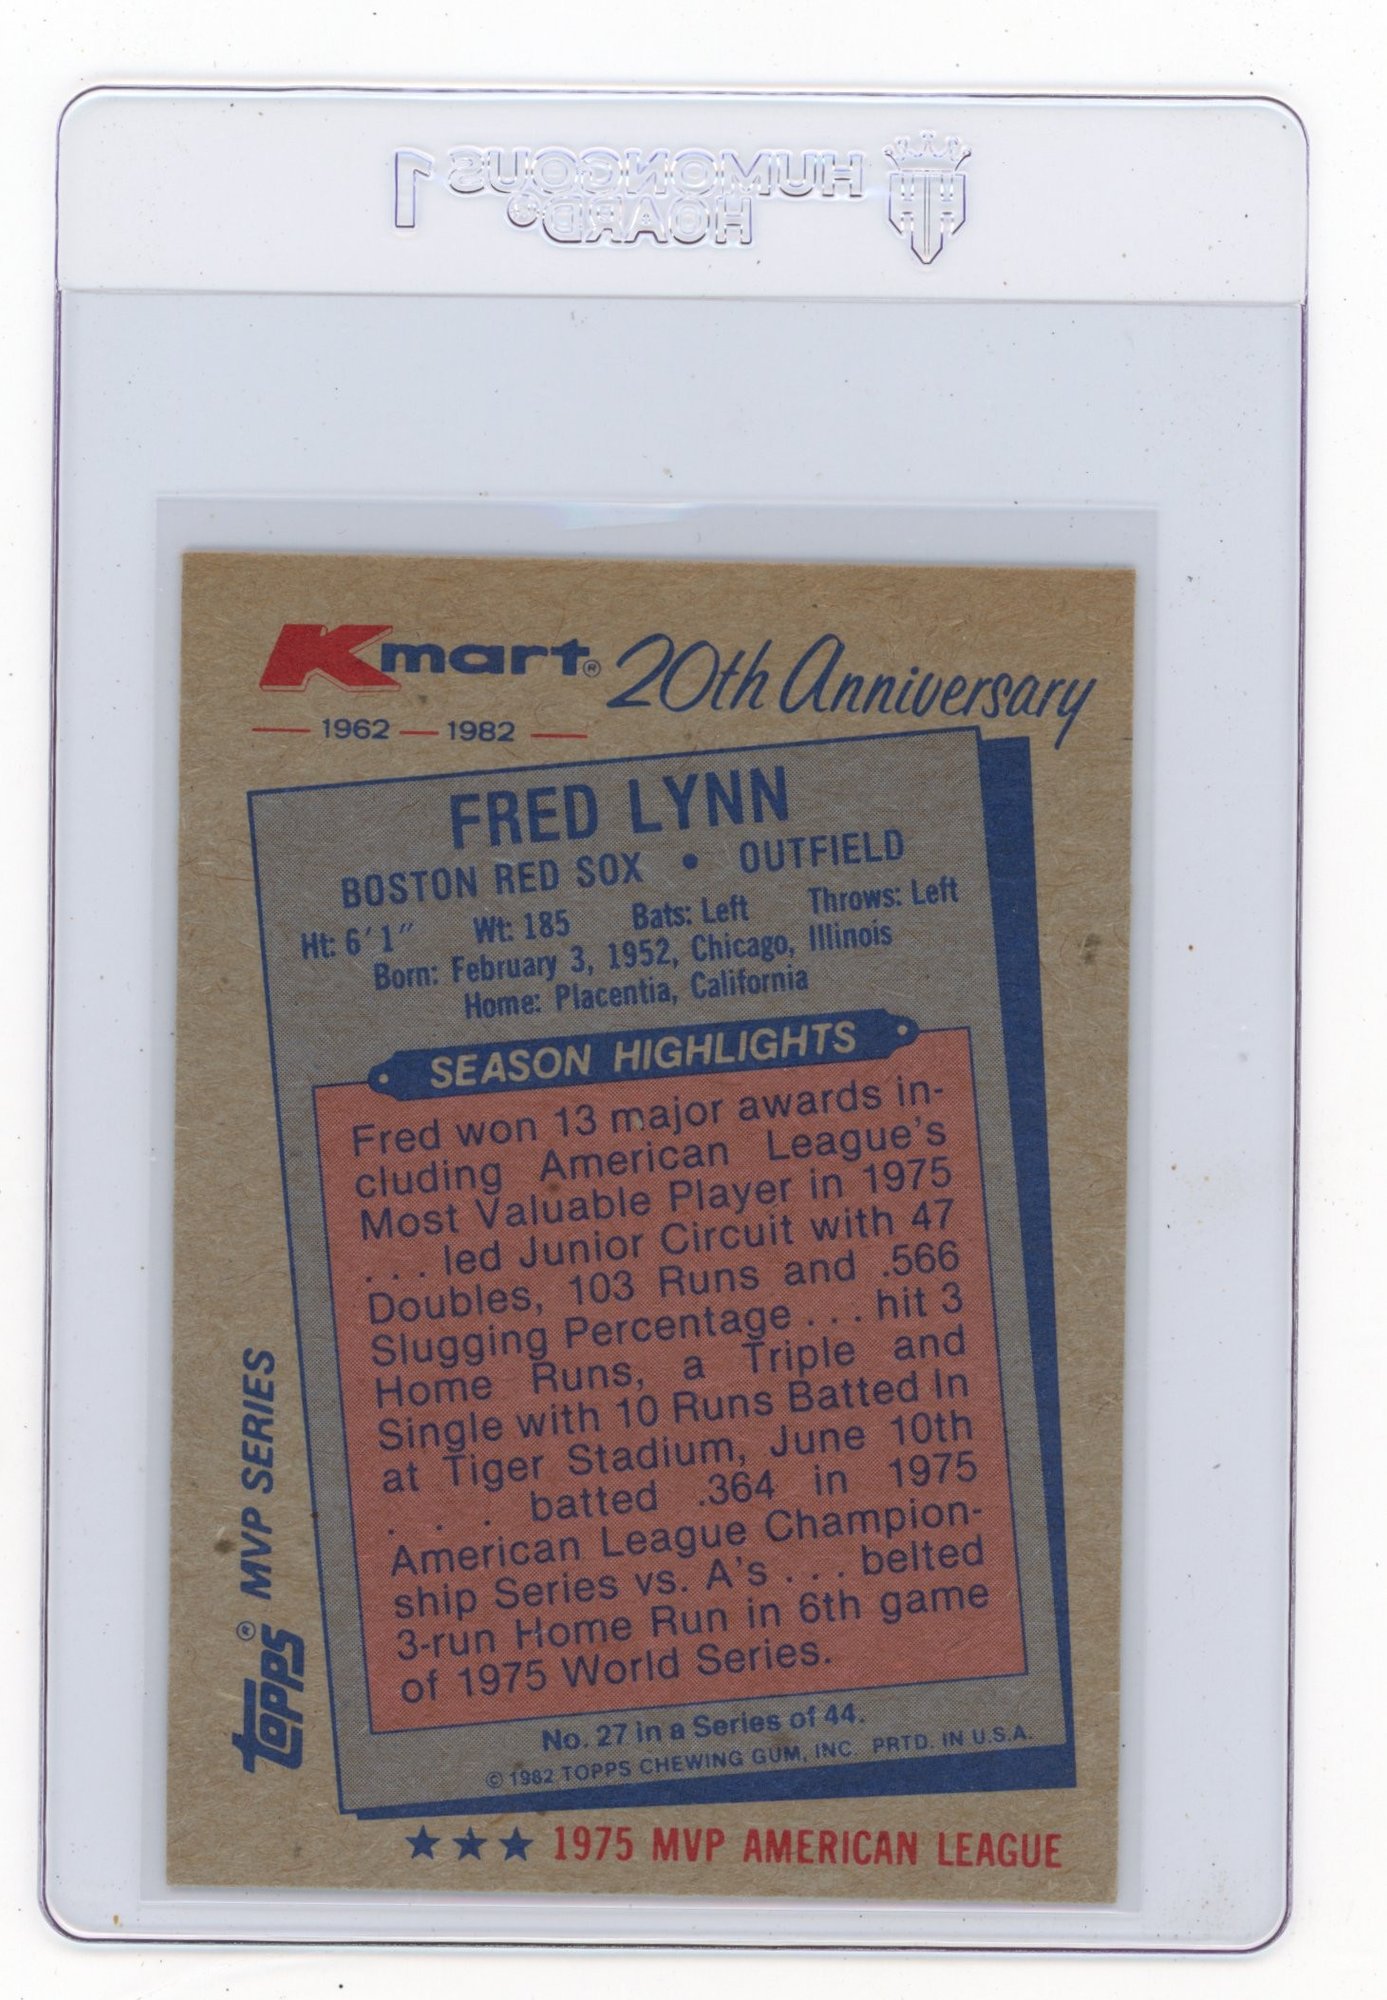 HUMONGOUS 1
HOARD®
Kmart® 20th Anniversary
1962 — 1982
FRED LYNN
BOSTON RED SOX • OUTFIELD
Ht: 6'1" Wt: 185 Bats: Left Throws: Left
Born: February 3, 1952, Chicago, Illinois
Home: Placentia, California
SEASON HIGHLIGHTS
Fred won 13 major awards in-
cluding American League's
Most Valuable Player in 1975
. . . led Junior Circuit with 47
Doubles, 103 Runs and .566
Slugging Percentage . . . hit 3
Home Runs, a Triple and
Single with 10 Runs Batted In
at Tiger Stadium, June 10th
. . . batted .364 in 1975
American League Champion-
ship Series vs. A's . . . belted
3-run Home Run in 6th game
of 1975 World Series.
No. 27 in a Series of 44.
© 1982 TOPPS CHEWING GUM, INC. PRTD. IN U.S.A.
Topps® MVP SERIES
★★★ 1975 MVP AMERICAN LEAGUE